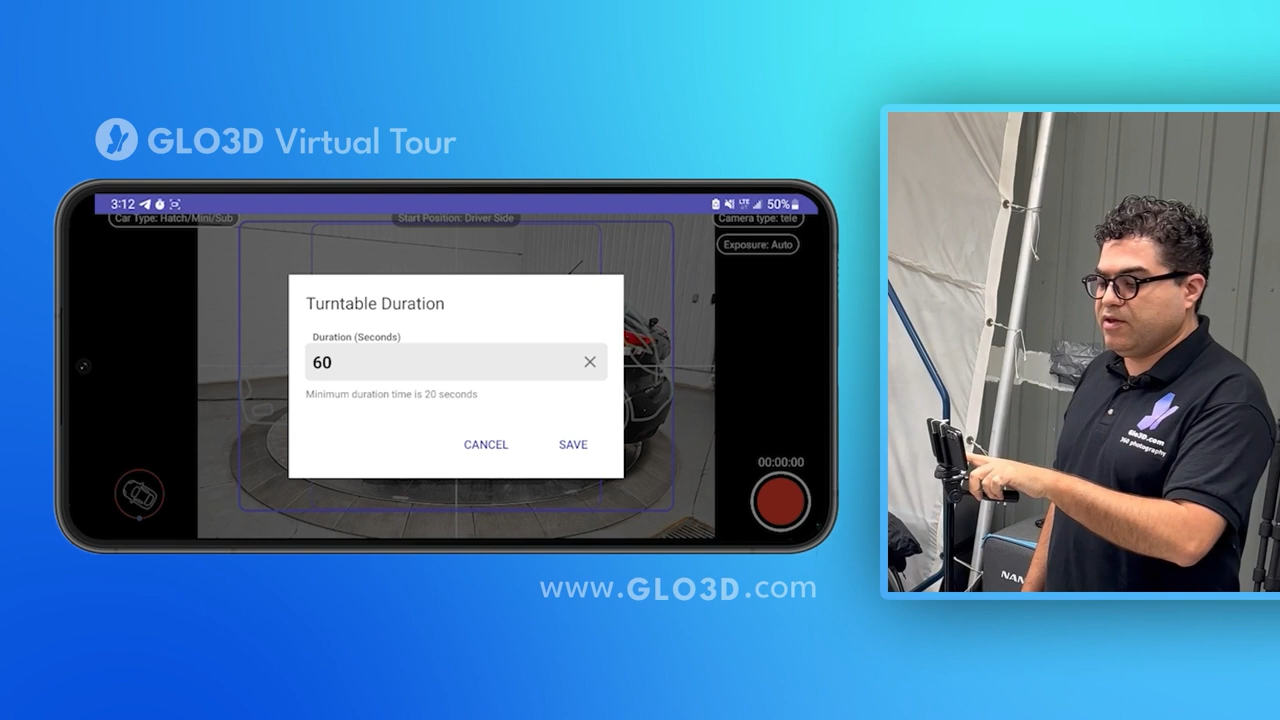 GLO3D Virtual Tour
3:12
LTE
50%
Car Type: Hatch/Mini/Sub
Start Position: Driver Side
Camera type: tele
Exposure: Auto
Turntable Duration
Duration (Seconds)
60
Minimum duration time is 20 seconds
CANCEL
SAVE
00:00:00
www.GLO3D.com
Glo3D.com
360 photography
NAN